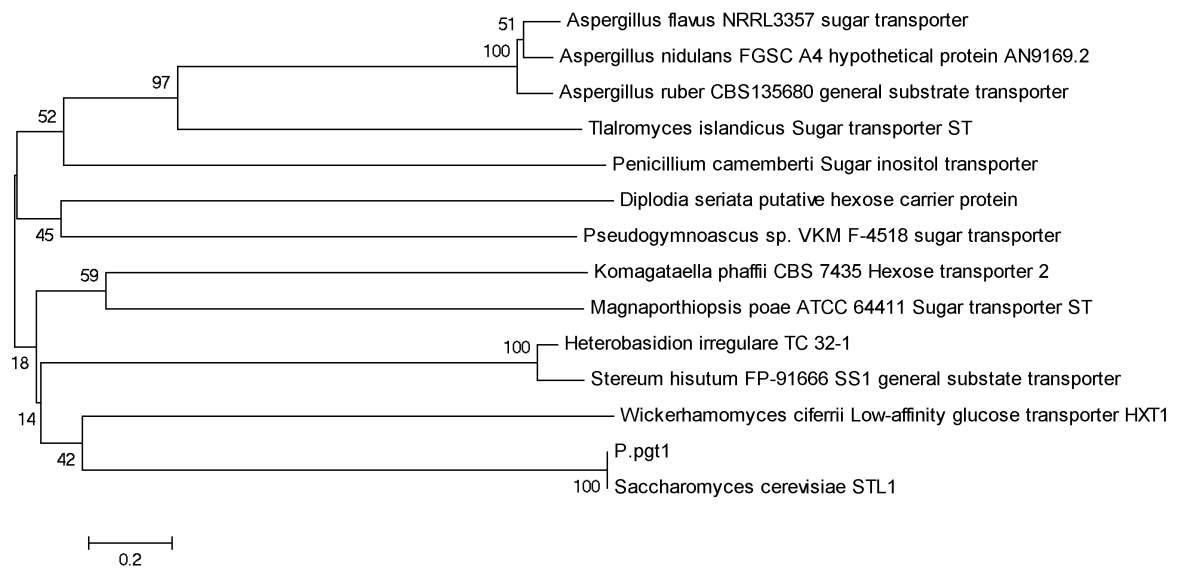 51
Aspergillus flavus NRRL3357 sugar transporter
100
Aspergillus nidulans FGSC A4 hypothetical protein AN9169.2
97
Aspergillus ruber CBS135680 general substrate transporter
52
Tlalromyces islandicus Sugar transporter ST
Penicillium camemberti Sugar inositol transporter
Diplodia seriata putative hexose carrier protein
45
Pseudogymnoascus sp. VKM F-4518 sugar transporter
59
Komagataella phaffii CBS 7435 Hexose transporter 2
Magnaporthiopsis poae ATCC 64411 Sugar transporter ST
100
Heterobasidion irregulare TC 32-1
18
Stereum hisutum FP-91666 SS1 general substate transporter
14
Wickerhamomyces ciferrii Low-affinity glucose transporter HXT1
42
P.pgt1
100
Saccharomyces cerevisiae STL1
0.2